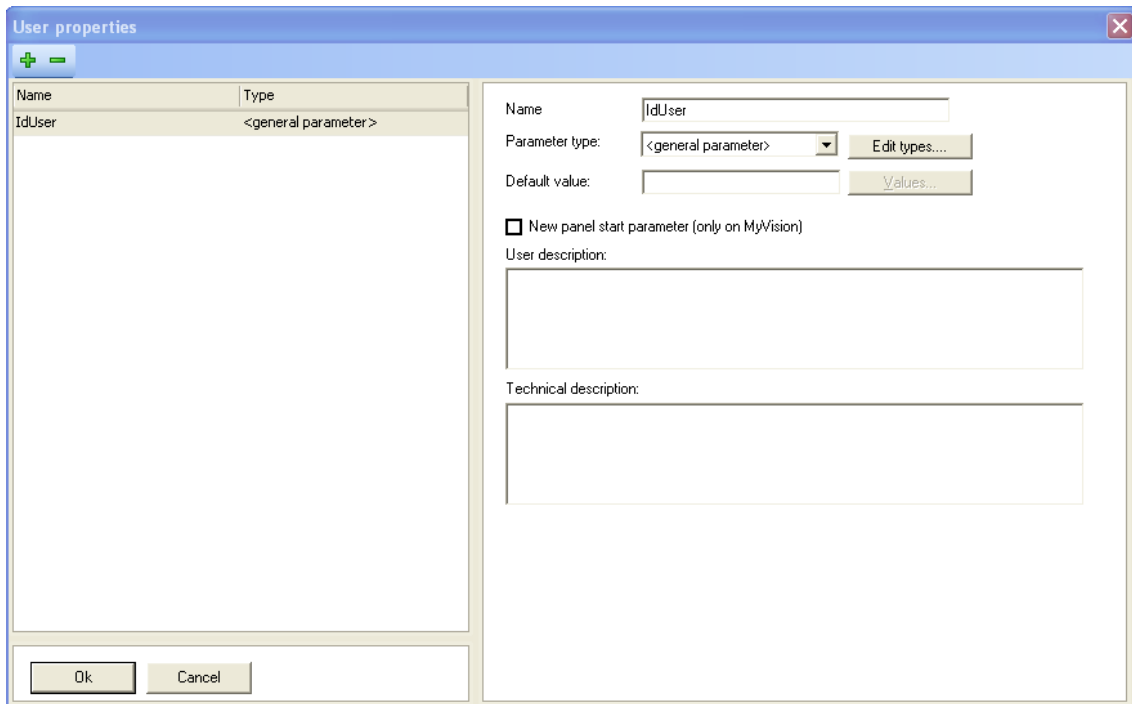 User properties
Name Type
IdUser <general parameter>
Name IdUser
Parameter type: <general parameter> Edit types....
Default value: Values...
New panel start parameter (only on MyVision)
User description:
Technical description:
Ok Cancel